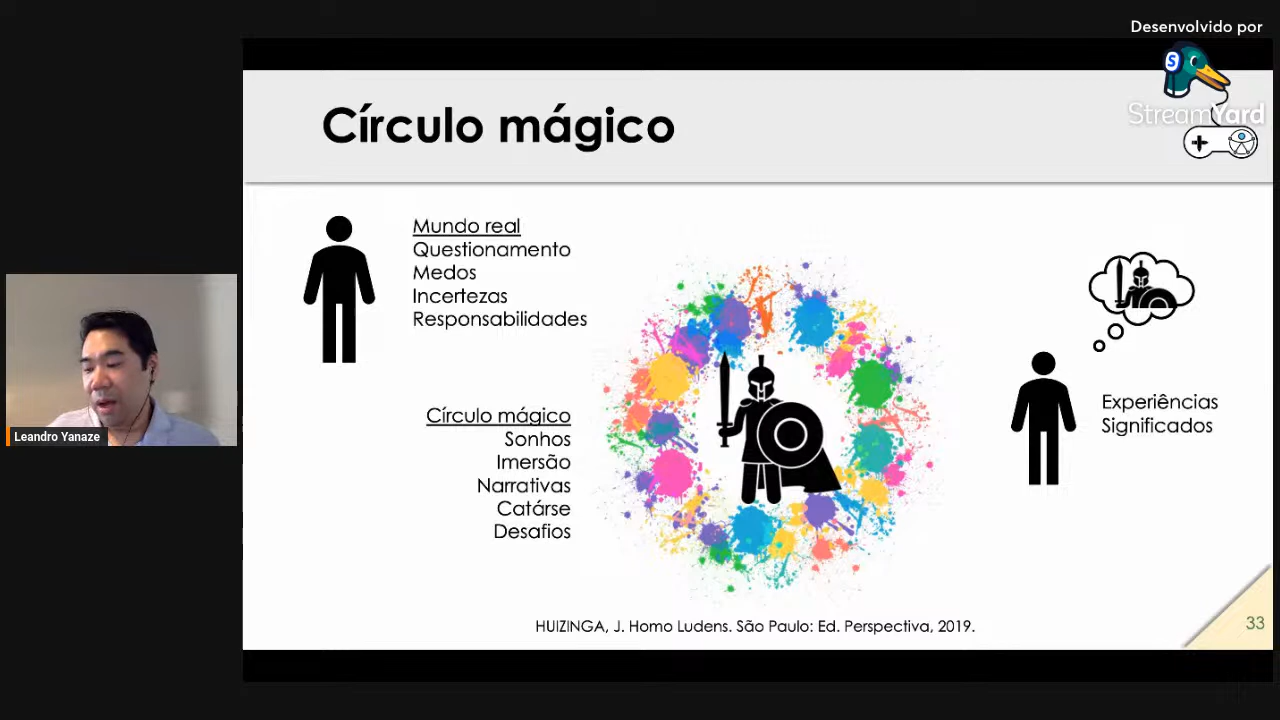 Desenvolvido por
S
StreamYard
Círculo mágico
Mundo real
Questionamento
Medos
Incertezas
Responsabilidades
Círculo mágico
Sonhos
Imersão
Narrativas
Catárse
Desafios
Experiências
Significados
HUIZINGA, J. Homo Ludens. São Paulo: Ed. Perspectiva, 2019.
33
Leandro Yanaze